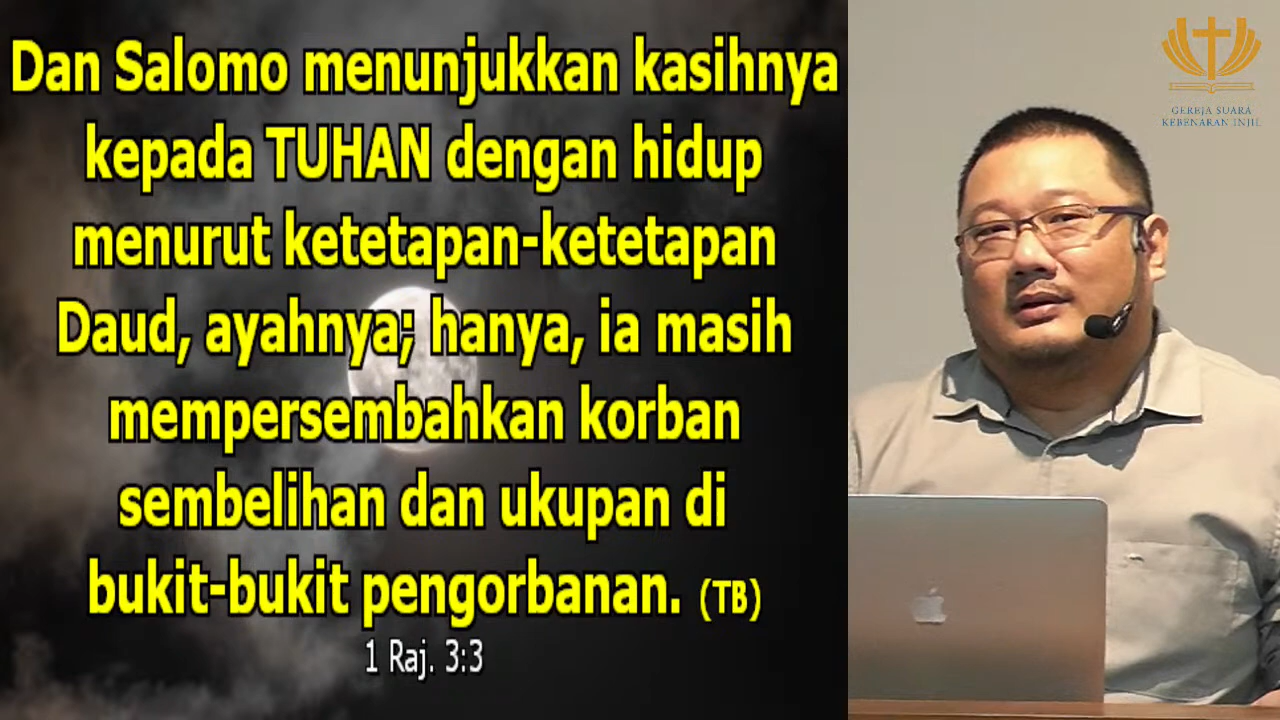 Dan Salomo menunjukkan kasihnya
kepada TUHAN dengan hidup
menurut ketetapan-ketetapan
Daud, ayahnya; hanya, ia masih
mempersembahkan korban
sembelihan dan ukupan di
bukit-bukit pengorbanan. (TB)
1 Raj. 3:3
GEREJA SUARA
KEBENARAN INJIL